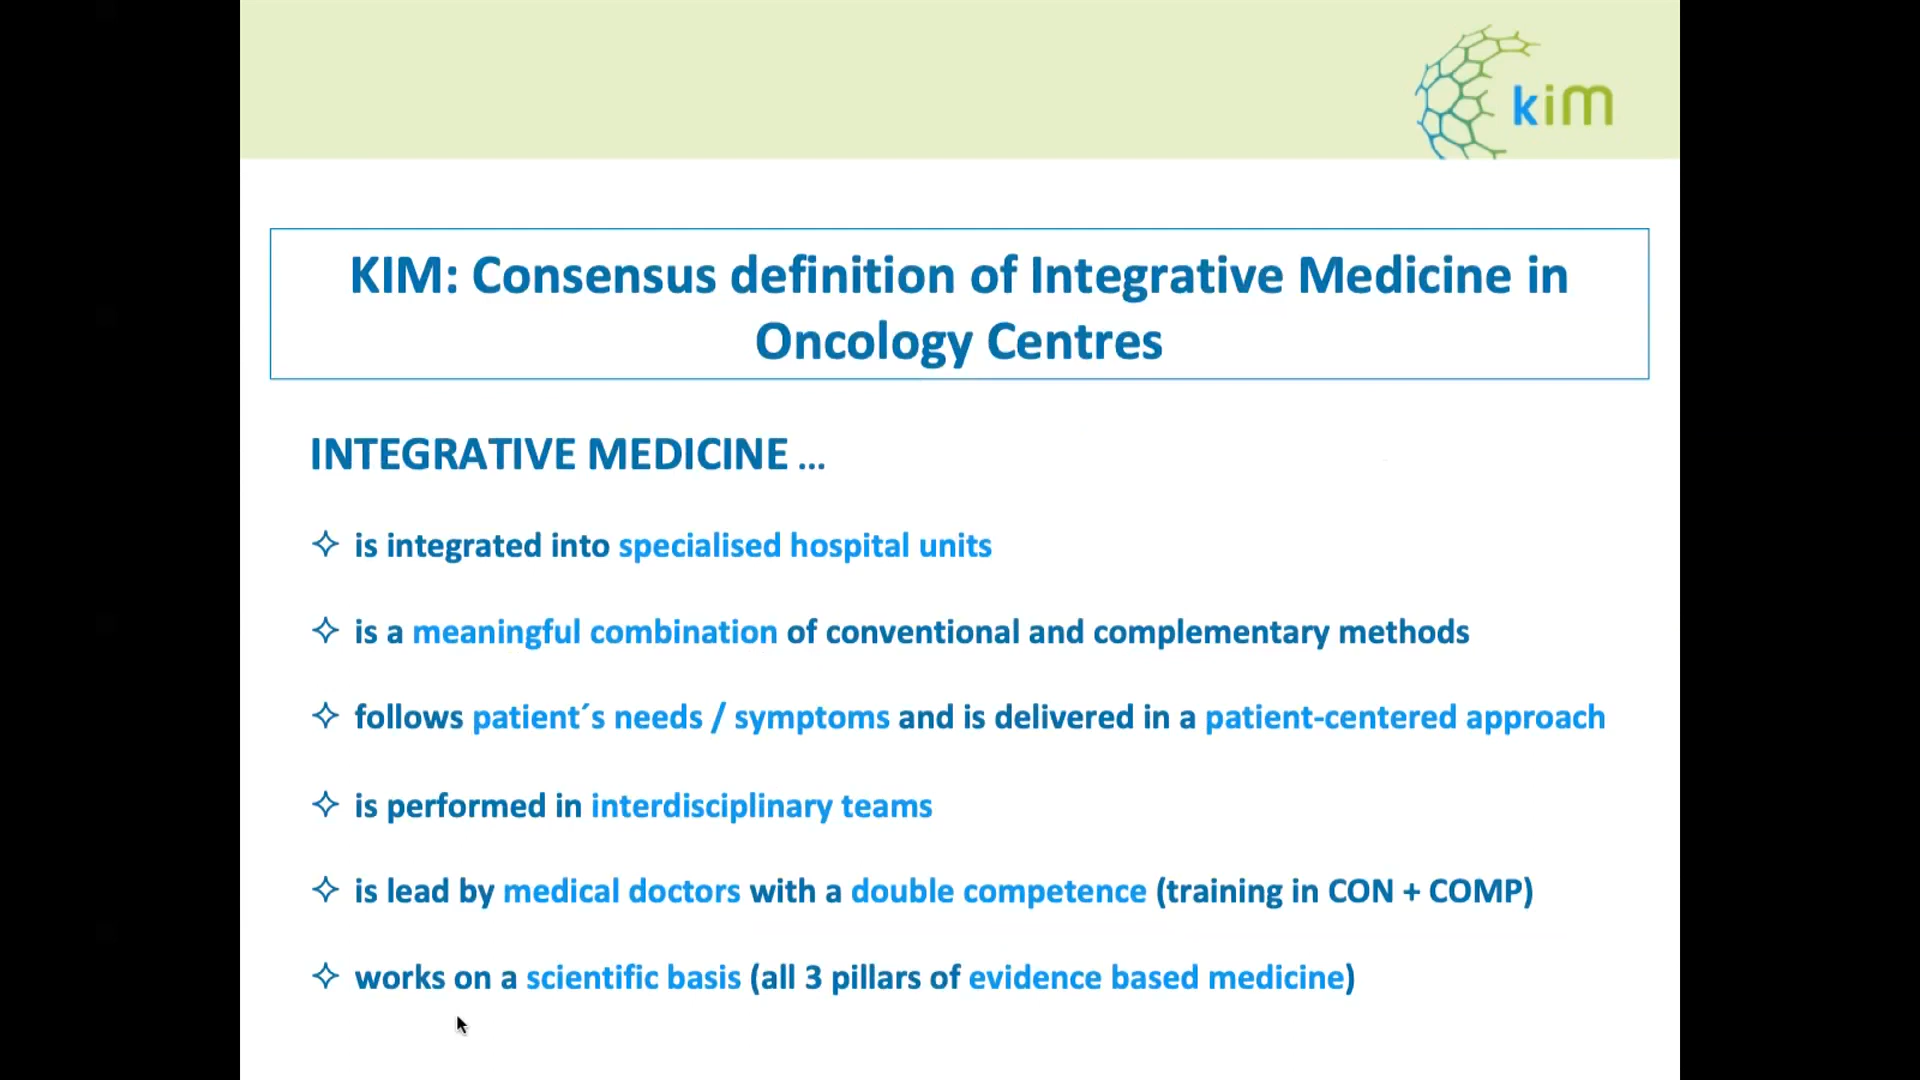 kim
KIM: Consensus definition of Integrative Medicine in
Oncology Centres
INTEGRATIVE MEDICINE ...
is integrated into specialised hospital units
is a meaningful combination of conventional and complementary methods
follows patient´s needs / symptoms and is delivered in a patient-centered approach
is performed in interdisciplinary teams
is lead by medical doctors with a double competence (training in CON + COMP)
works on a scientific basis (all 3 pillars of evidence based medicine)